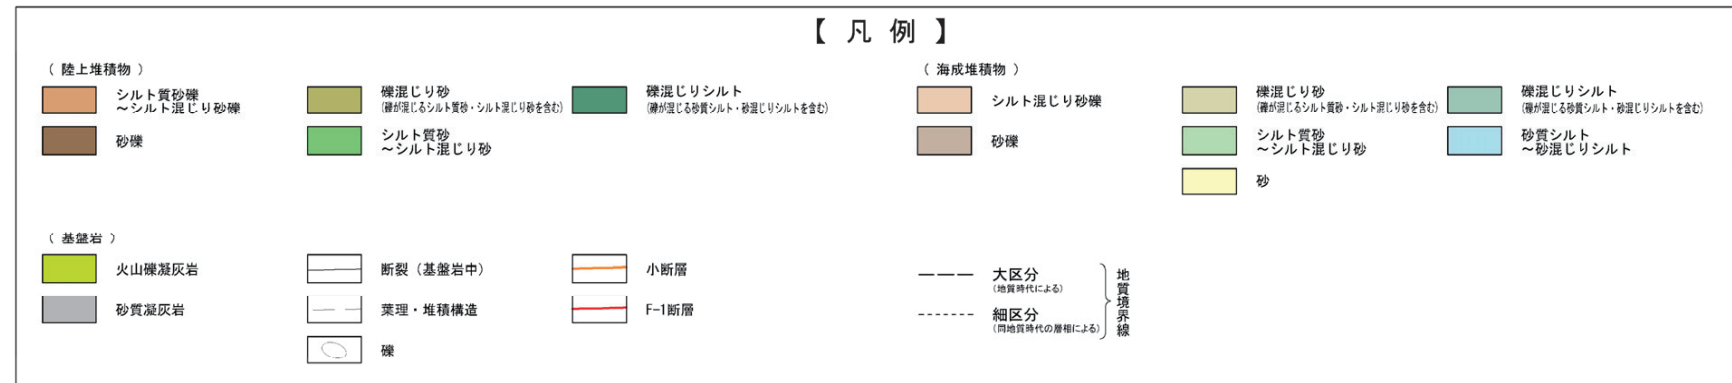 【 凡 例 】
（ 陸上堆積物 ）
シルト質砂礫
～シルト混じり砂礫
砂礫
礫混じり砂
(礫が混じるシルト質砂・シルト混じり砂を含む)
シルト質砂
～シルト混じり砂
礫混じりシルト
(礫が混じる砂質シルト・砂混じりシルトを含む)
（ 海成堆積物 ）
シルト混じり砂礫
砂礫
礫混じり砂
(礫が混じるシルト質砂・シルト混じり砂を含む)
シルト質砂
～シルト混じり砂
砂
礫混じりシルト
(礫が混じる砂質シルト・砂混じりシルトを含む)
砂質シルト
～砂混じりシルト
（ 基盤岩 ）
火山礫凝灰岩
砂質凝灰岩
断裂（基盤岩中）
葉理・堆積構造
礫
小断層
F-1断層
大区分
(地質時代による)
細区分
(同地質時代の層相による)
地質境界線